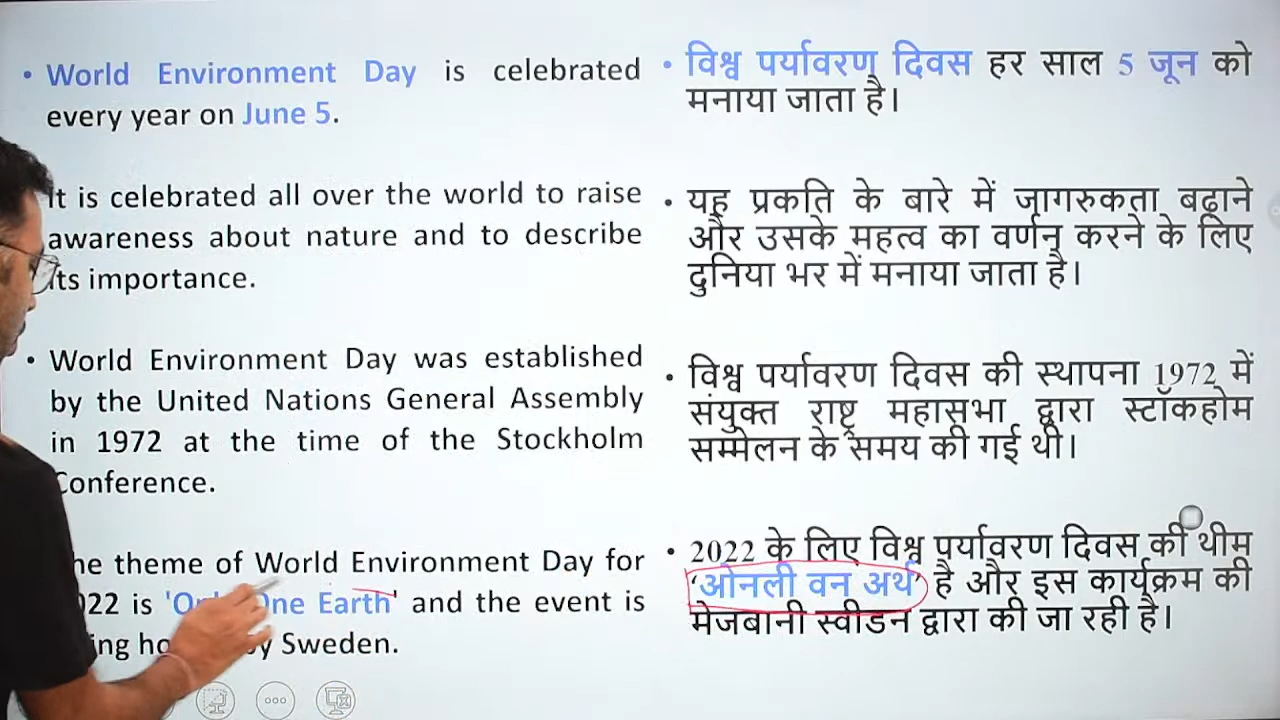 • World Environment Day is celebrated
every year on June 5.
It is celebrated all over the world to raise
awareness about nature and to describe
its importance.
• World Environment Day was established
by the United Nations General Assembly
in 1972 at the time of the Stockholm
Conference.
theme of World Environment Day for
is 'Only One Earth' and the event is
by Sweden.
• विश्व पर्यावरण दिवस हर साल 5 जून को
मनाया जाता है।
• यह प्रकति के बारे में जागरुकता बढ़ाने
और उसके महत्व का वर्णन करने के लिए
दुनिया भर में मनाया जाता है।
• विश्व पर्यावरण दिवस की स्थापना 1972 में
संयुक्त राष्ट्र महासभा द्वारा स्टॉकहोम
सम्मेलन के समय की गई थी।
• 2022 के लिए विश्व पर्यावरण दिवस की थीम
'ओनली वन अर्थ' है और इस कार्यक्रम की
मेजबानी स्वीडन द्वारा की जा रही है।